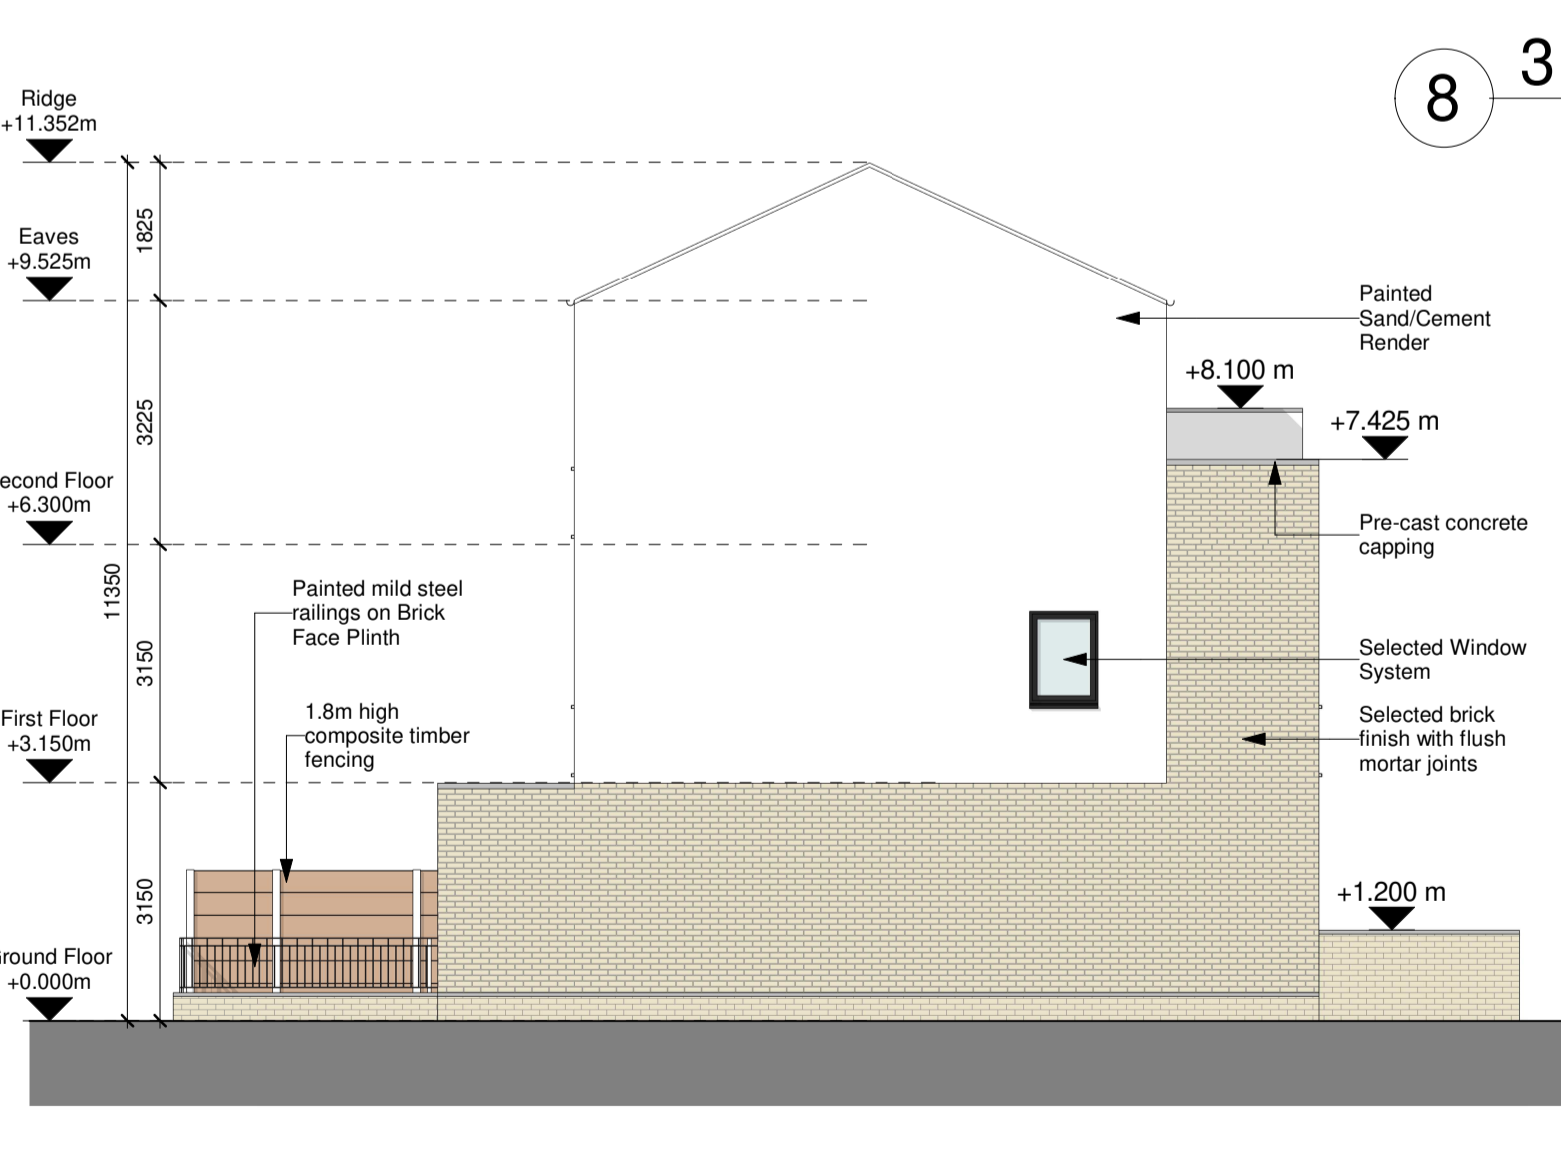 8
3
Ridge
+11.352m
Eaves
+9.525m
econd Floor
+6.300m
First Floor
+3.150m
round Floor
+0.000m
1825
3225
3150
3150
11350
Painted mild steel
railings on Brick
Face Plinth
1.8m high
composite timber
fencing
Painted
Sand/Cement
Render
+8.100 m
+7.425 m
Pre-cast concrete
capping
Selected Window
System
Selected brick
finish with flush
mortar joints
+1.200 m